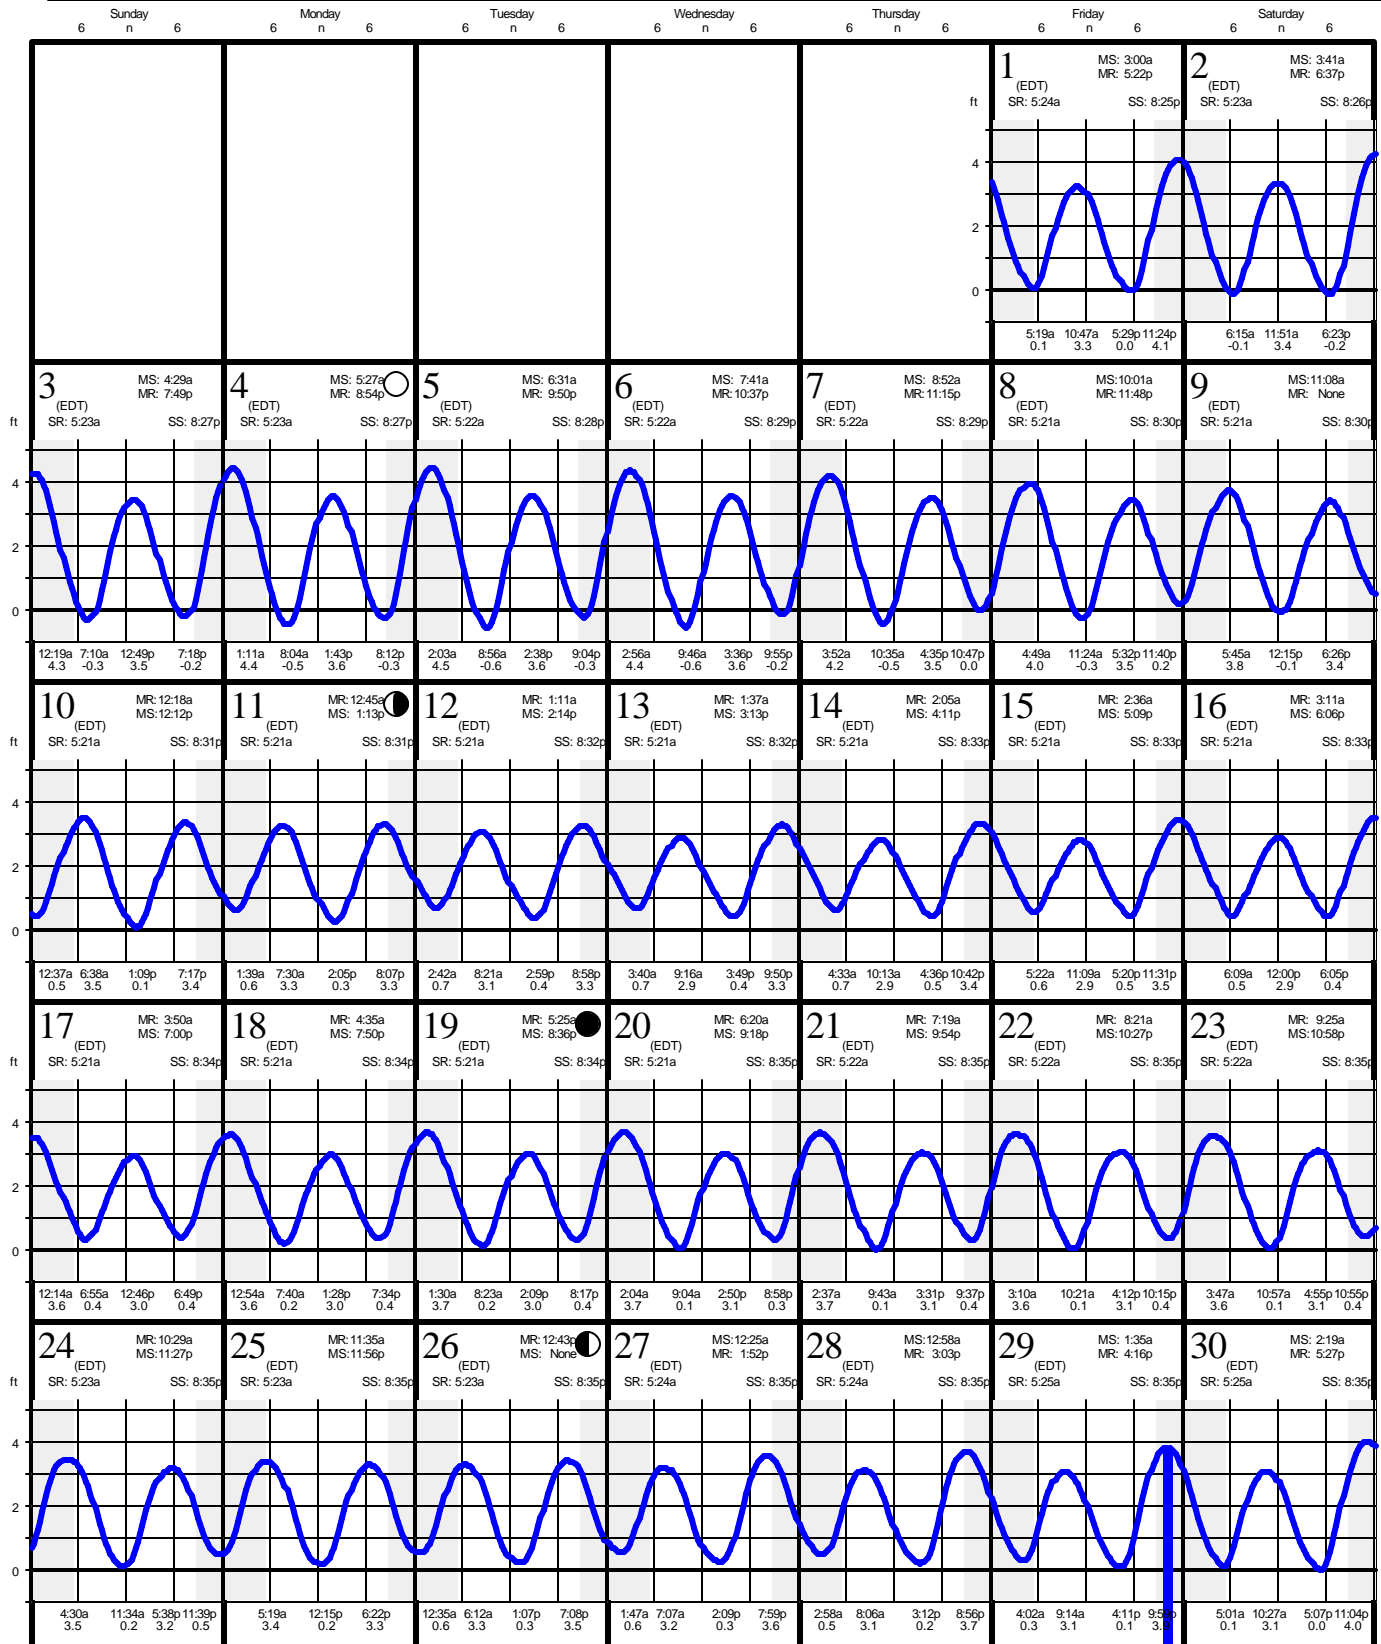 Sunday Monday Tuesday Wednesday Thursday Friday Saturday
6 n 6 6 n 6 6 n 6 6 n 6 6 n 6 6 n 6 6 n 6
1 MS: 3:00a 2 MS: 3:41a
MR: 5:22p MR: 6:37p
(EDT) (EDT)
ft SR: 5:24a SS: 8:25p SR: 5:23a SS: 8:26p
4
2
0
5:19a 10:47a 5:29p 11:24p 6:15a 11:51a 6:23p
0.1 3.3 0.0 4.1 -0.1 3.4 -0.2
3 MS: 4:29a 4 MS: 5:27a 5 MS: 6:31a 6 MS: 7:41a 7 MS: 8:52a 8 MS:10:01a 9 MS:11:08a
MR: 7:49p MR: 8:54p MR: 9:50p MR:10:37p MR:11:15p MR:11:48p MR: None
(EDT) (EDT) (EDT) (EDT) (EDT) (EDT) (EDT)
ft SR: 5:23a SS: 8:27p SR: 5:23a SS: 8:27p SR: 5:22a SS: 8:28p SR: 5:22a SS: 8:29p SR: 5:22a SS: 8:29p SR: 5:21a SS: 8:30p SR: 5:21a SS: 8:30p
4
2
0
12:19a 7:10a 12:49p 7:18p 1:11a 8:04a 1:43p 8:12p 2:03a 8:56a 2:38p 9:04p 2:56a 9:46a 3:36p 9:55p 3:52a 10:35a 4:35p 10:47p 4:49a 11:24a 5:32p 11:40p 5:45a 12:15p 6:26p
4.3 -0.3 3.5 -0.2 4.4 -0.5 3.6 -0.3 4.5 -0.6 3.6 -0.3 4.4 -0.6 3.6 -0.2 4.2 -0.5 3.5 0.0 4.0 -0.3 3.5 0.2 3.8 -0.1 3.4
10 MR:12:18a 11 MR:12:45a 12 MR: 1:11a 13 MR: 1:37a 14 MR: 2:05a 15 MR: 2:36a 16 MR: 3:11a
MS:12:12p MS: 1:13p MS: 2:14p MS: 3:13p MS: 4:11p MS: 5:09p MS: 6:06p
(EDT) (EDT) (EDT) (EDT) (EDT) (EDT) (EDT)
ft SR: 5:21a SS: 8:31p SR: 5:21a SS: 8:31p SR: 5:21a SS: 8:32p SR: 5:21a SS: 8:32p SR: 5:21a SS: 8:33p SR: 5:21a SS: 8:33p SR: 5:21a SS: 8:33p
4
2
0
12:37a 6:38a 1:09p 7:17p 1:39a 7:30a 2:05p 8:07p 2:42a 8:21a 2:59p 8:58p 3:40a 9:16a 3:49p 9:50p 4:33a 10:13a 4:36p 10:42p 5:22a 11:09a 5:20p 11:31p 6:09a 12:00p 6:05p
0.5 3.5 0.1 3.4 0.6 3.3 0.3 3.3 0.7 3.1 0.4 3.3 0.7 2.9 0.4 3.3 0.7 2.9 0.5 3.4 0.6 2.9 0.5 3.5 0.5 2.9 0.4
17 MR: 3:50a 18 MR: 4:35a 19 MR: 5:25a 20 MR: 6:20a 21 MR: 7:19a 22 MR: 8:21a 23 MR: 9:25a
MS: 7:00p MS: 7:50p MS: 8:36p MS: 9:18p MS: 9:54p MS:10:27p MS:10:58p
(EDT) (EDT) (EDT) (EDT) (EDT) (EDT) (EDT)
ft SR: 5:21a SS: 8:34p SR: 5:21a SS: 8:34p SR: 5:21a SS: 8:34p SR: 5:21a SS: 8:35p SR: 5:22a SS: 8:35p SR: 5:22a SS: 8:35p SR: 5:22a SS: 8:35p
4
2
0
12:14a 6:55a 12:46p 6:49p 12:54a 7:40a 1:28p 7:34p 1:30a 8:23a 2:09p 8:17p 2:04a 9:04a 2:50p 8:58p 2:37a 9:43a 3:31p 9:37p 3:10a 10:21a 4:12p 10:15p 3:47a 10:57a 4:55p 10:55p
3.6 0.4 3.0 0.4 3.6 0.2 3.0 0.4 3.7 0.2 3.0 0.4 3.7 0.1 3.1 0.3 3.7 0.1 3.1 0.4 3.6 0.1 3.1 0.4 3.6 0.1 3.1 0.4
24 MR:10:29a 25 MR:11:35a 26 MR:12:43p 27 MS:12:25a 28 MS:12:58a 29 MS: 1:35a 30 MS: 2:19a
MS:11:27p MS:11:56p MS: None MR: 1:52p MR: 3:03p MR: 4:16p MR: 5:27p
(EDT) (EDT) (EDT) (EDT) (EDT) (EDT) (EDT)
ft SR: 5:23a SS: 8:35p SR: 5:23a SS: 8:35p SR: 5:23a SS: 8:35p SR: 5:24a SS: 8:35p SR: 5:24a SS: 8:35p SR: 5:25a SS: 8:35p SR: 5:25a SS: 8:35p
4
2
0
4:30a 11:34a 5:38p 11:39p 5:19a 12:15p 6:22p 12:35a 6:12a 1:07p 7:08p 1:47a 7:07a 2:09p 7:59p 2:58a 8:06a 3:12p 8:56p 4:02a 9:14a 4:11p 5:01a 10:27a 5:07p 11:04p
3.5 0.2 3.2 0.5 3.4 0.2 3.3 0.6 3.3 0.3 3.5 0.6 3.2 0.3 3.6 0.5 3.1 0.2 3.7 0.3 3.1 0.1 0.1 3.1 0.0 4.0